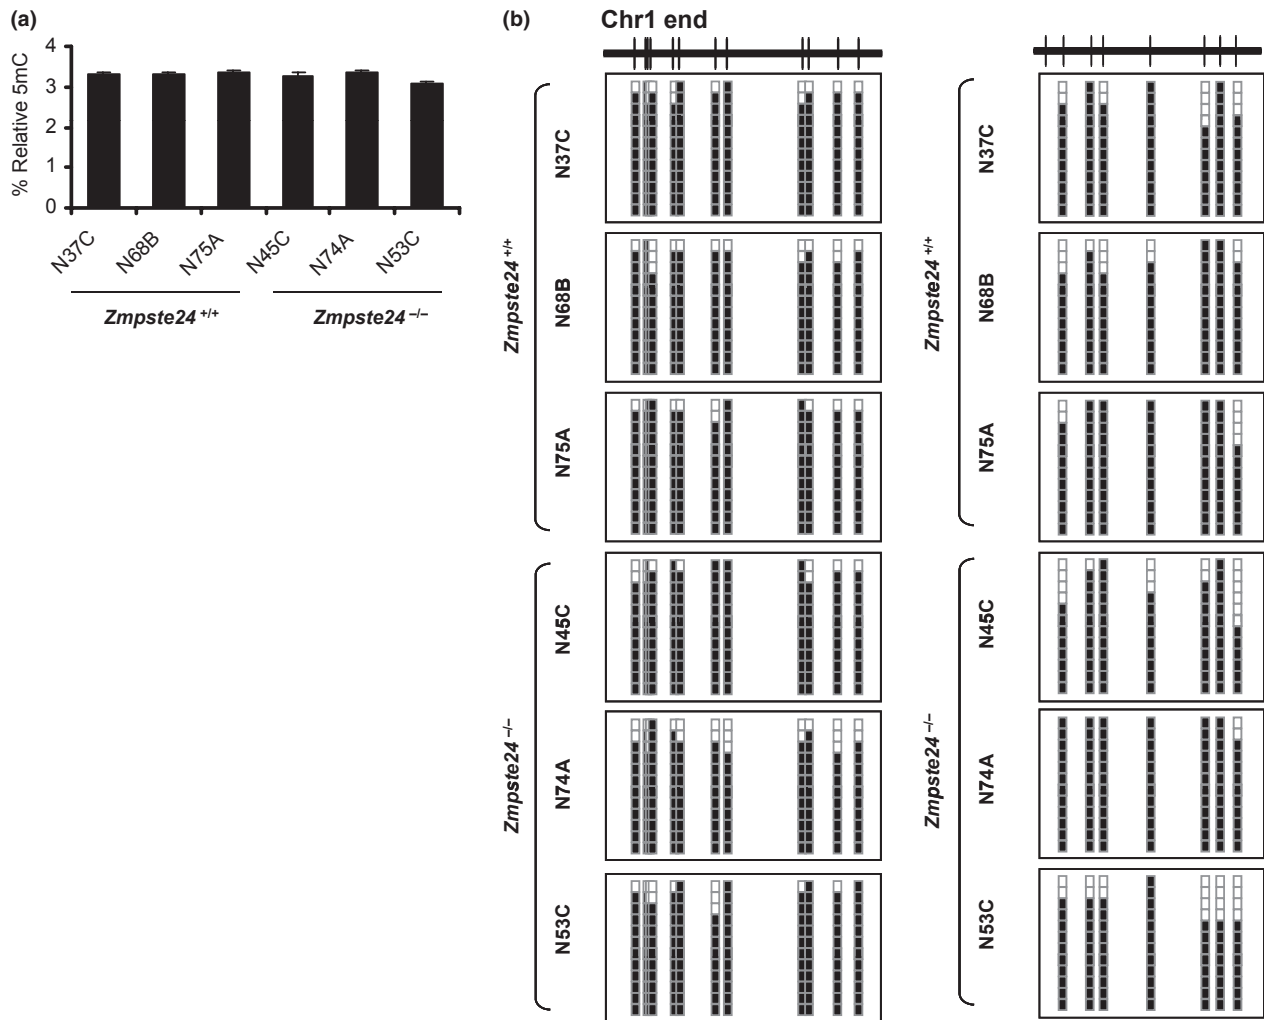 (a)
% Relative 5mC
4
3
2
1
0
N37C
N68B
N75A
N45C
N74A
N53C
Zmpste24 +/+
Zmpste24 –/–
(b)
Chr1 end
Zmpste24 +/+
N37C
N68B
N75A
Zmpste24 –/–
N45C
N74A
N53C
Zmpste24 +/+
N37C
N68B
N75A
Zmpste24 –/–
N45C
N74A
N53C